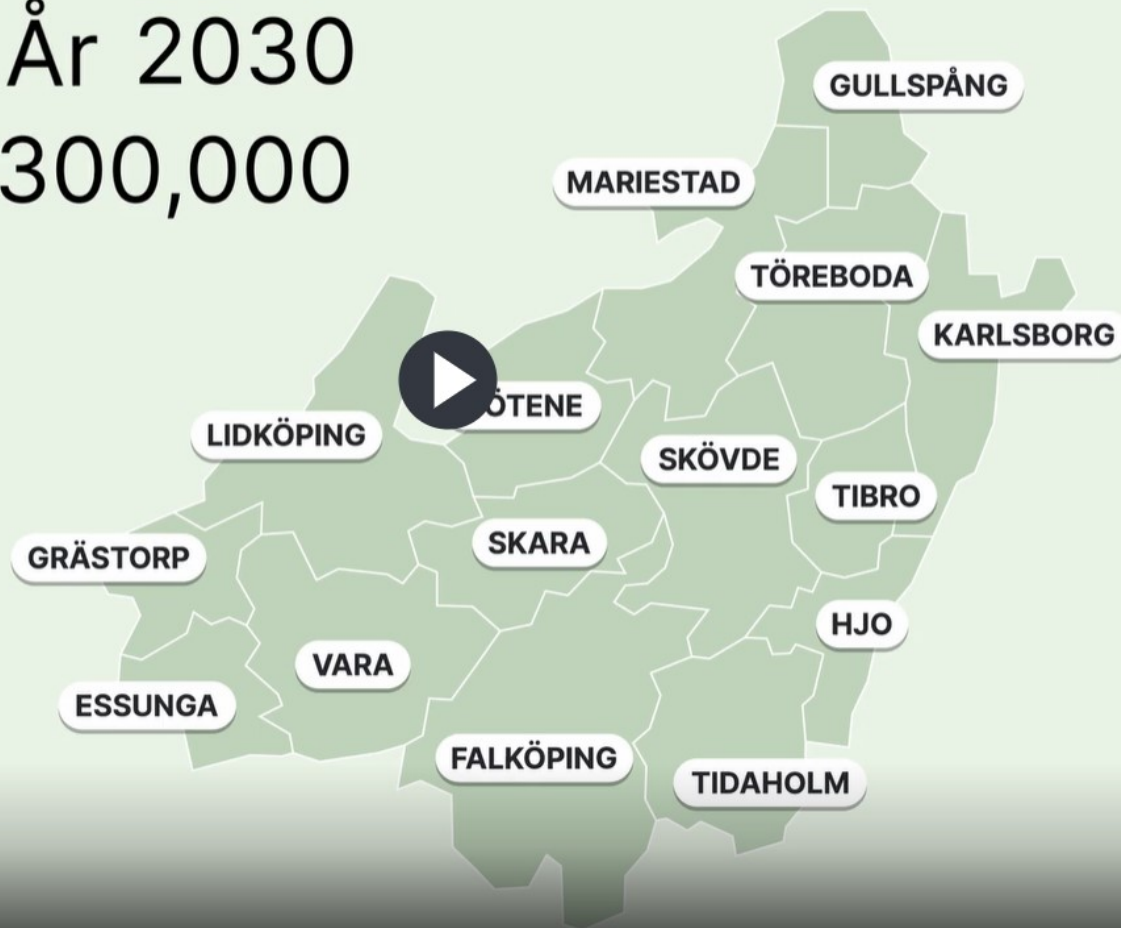 År 2030
300,000
GULLSPÅNG
MARIESTAD
TÖREBODA
KARLSBORG
ÖTENE
LIDKÖPING
SKÖVDE
TIBRO
SKARA
GRÄSTORP
HJO
VARA
ESSUNGA
FALKÖPING
TIDAHOLM